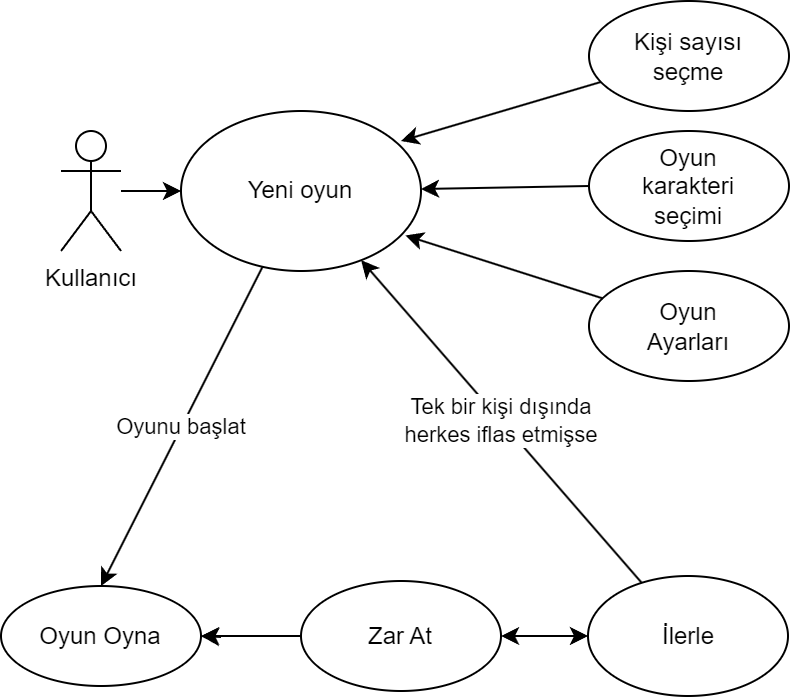 Kişi sayısı
seçme
Oyun
karakteri
seçimi
Yeni oyun
Kullanıcı
Oyun
Ayarları
Tek bir kişi dışında
herkes iflas etmişse
Oyunu başlat
Oyun Oyna
Zar At
İlerle